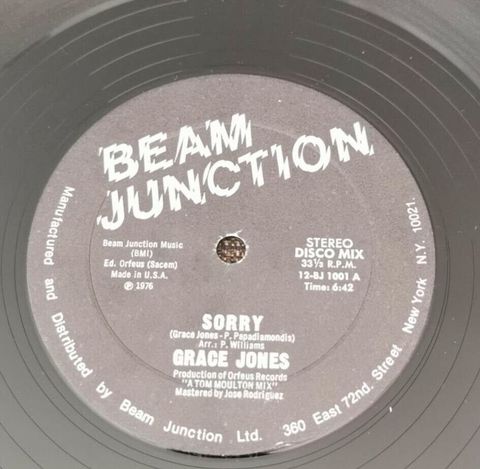 BEAM
JUNCTION
Beam Junction Music
(BMI)
Ed. Orfeus (Sacem)
Made in U.S.A.
℗ 1976
STEREO
DISCO MIX
33⅓ R.P.M.
12-BJ 1001 A
Time: 6:42
SORRY
(Grace Jones - P. Papadiamondis)
Arr.: P. Williams
GRACE JONES
Production of Orfeus Records
"A TOM MOULTON MIX"
Mastered by Jose Rodriguez
Manufactured and Distributed by Beam Junction Ltd. 360 East 72nd. Street New York N.Y. 10021.